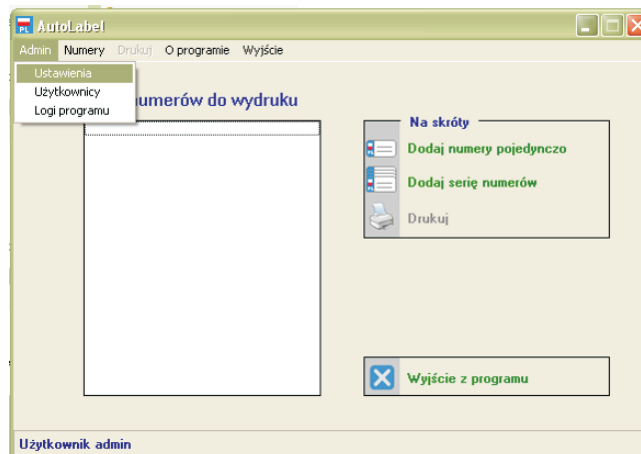 PL AutoLabel
Admin Numery Drukuj O programie Wyjście
Ustawienia
Użytkownicy
Logi programu
numerów do wydruku
Na skróty
Dodaj numery pojedynczo
Dodaj serię numerów
Drukuj
Wyjście z programu
Użytkownik admin